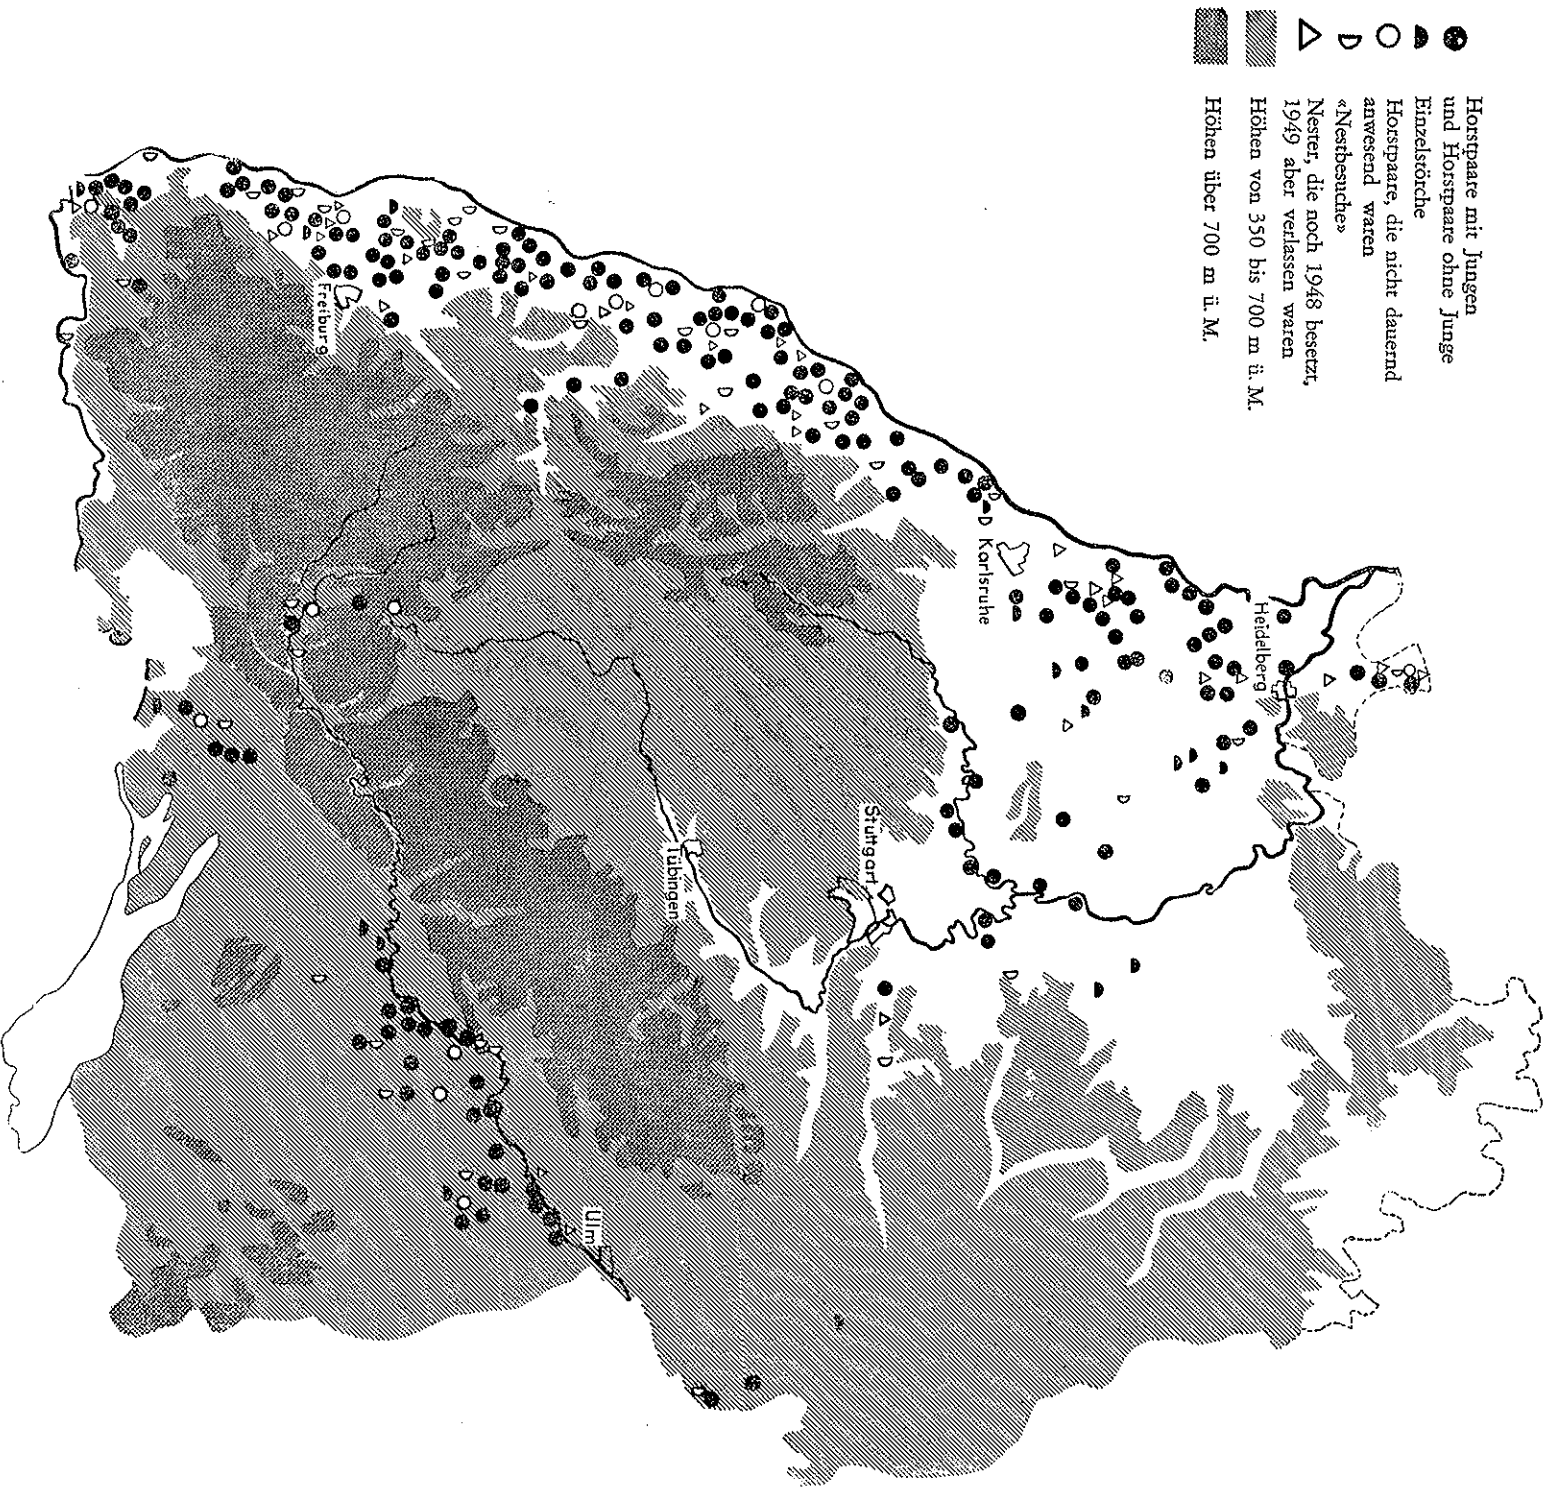 Horstpaare mit Jungen
und Horstpaare ohne Junge
Einzelstörche
Horstpaare, die nicht dauernd
anwesend waren
«Nestbesuche»
Nester, die noch 1948 besetzt,
1949 aber verlassen waren
Höhen von 350 bis 700 m ü. M.
Höhen über 700 m ü. M.
Heidelberg
Karlsruhe
Stuttgart
Tübingen
Ulm
Freiburg